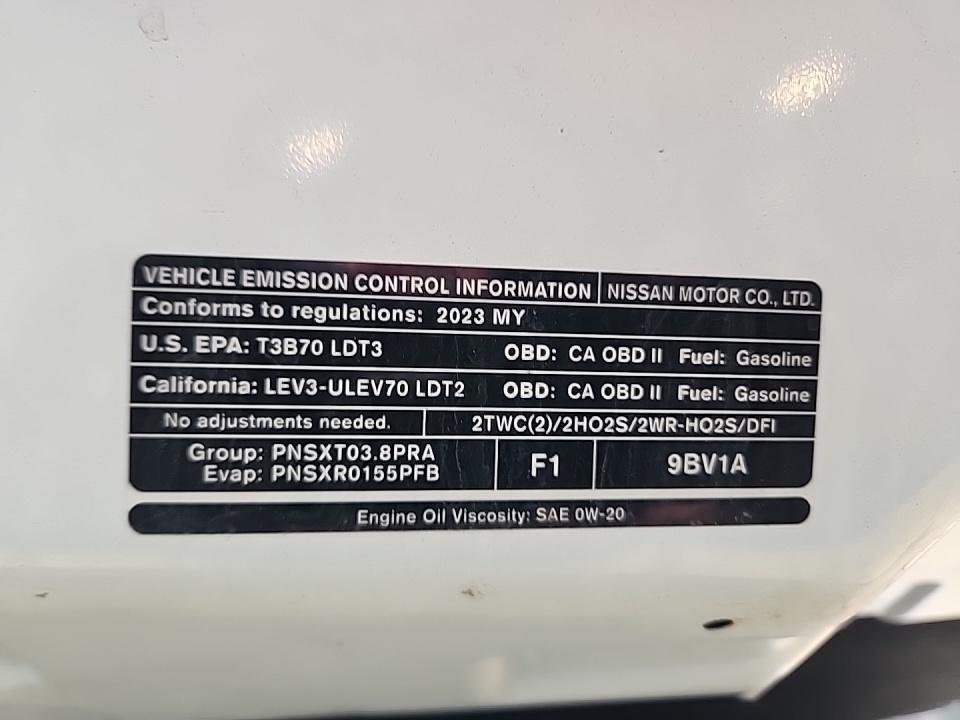 VEHICLE EMISSION CONTROL INFORMATION NISSAN MOTOR CO., LTD.
Conforms to regulations: 2023 MY
U.S. EPA: T3B70 LDT3 OBD: CA OBD II Fuel: Gasoline
California: LEV3-ULEV70 LDT2 OBD: CA OBD II Fuel: Gasoline
No adjustments needed. 2TWC(2)/2HO2S/2WR-HO2S/DFI
Group: PNSXT03.8PRA
Evap: PNSXR0155PFB
F1
9BV1A
Engine Oil Viscosity: SAE 0W-20